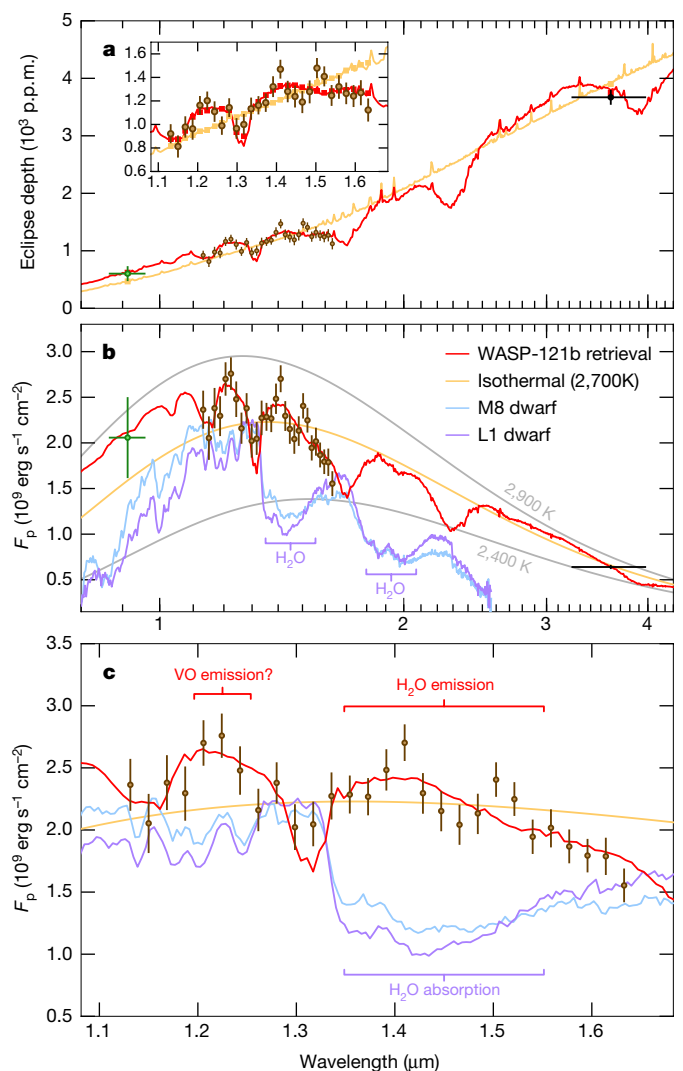 a
Eclipse depth (10³ p.p.m.)
5
4
3
2
1
0
1.6
1.4
1.2
1.0
0.8
0.6
1.1 1.2 1.3 1.4 1.5 1.6
b
Fp (10⁹ erg s⁻¹ cm⁻²)
3.0
2.5
2.0
1.5
1.0
0.5
WASP-121b retrieval
Isothermal (2,700K)
M8 dwarf
L1 dwarf
2,900 K
2,400 K
H₂O
H₂O
1 2 3 4
c
Fp (10⁹ erg s⁻¹ cm⁻²)
3.5
3.0
2.5
2.0
1.5
1.0
0.5
VO emission?
H₂O emission
H₂O absorption
1.1 1.2 1.3 1.4 1.5 1.6
Wavelength (μm)